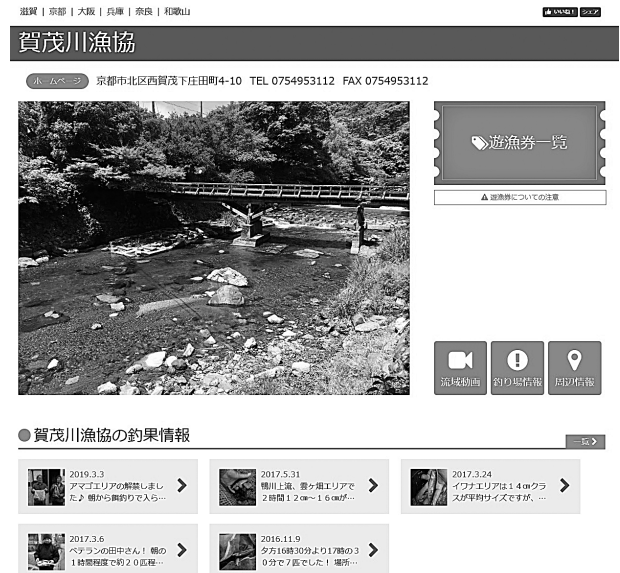 滋賀 | 京都 | 大阪 | 兵庫 | 奈良 | 和歌山
いいね! シェア
賀茂川漁協
ホームページ 京都市北区西賀茂下庄田町4-10 TEL 0754953112 FAX 0754953112
遊漁券一覧
遊漁券についての注意
流域動画 釣り場情報 周辺情報
賀茂川漁協の釣果情報
一覧
2019.3.3
アマゴエリアの解禁しまし
た♪ 朝から餌釣りで入ら…
2017.5.31
鴨川上流、雲ヶ畑エリアで
2時間12㎝～16㎝が…
2017.3.24
イワナエリアは14㎝クラ
スが平均サイズですが、…
2017.3.6
ベテランの田中さん! 朝の
1時間程度で約20匹程…
2016.11.9
夕方16時30分より17時の3
0分で7匹でした! 場所…